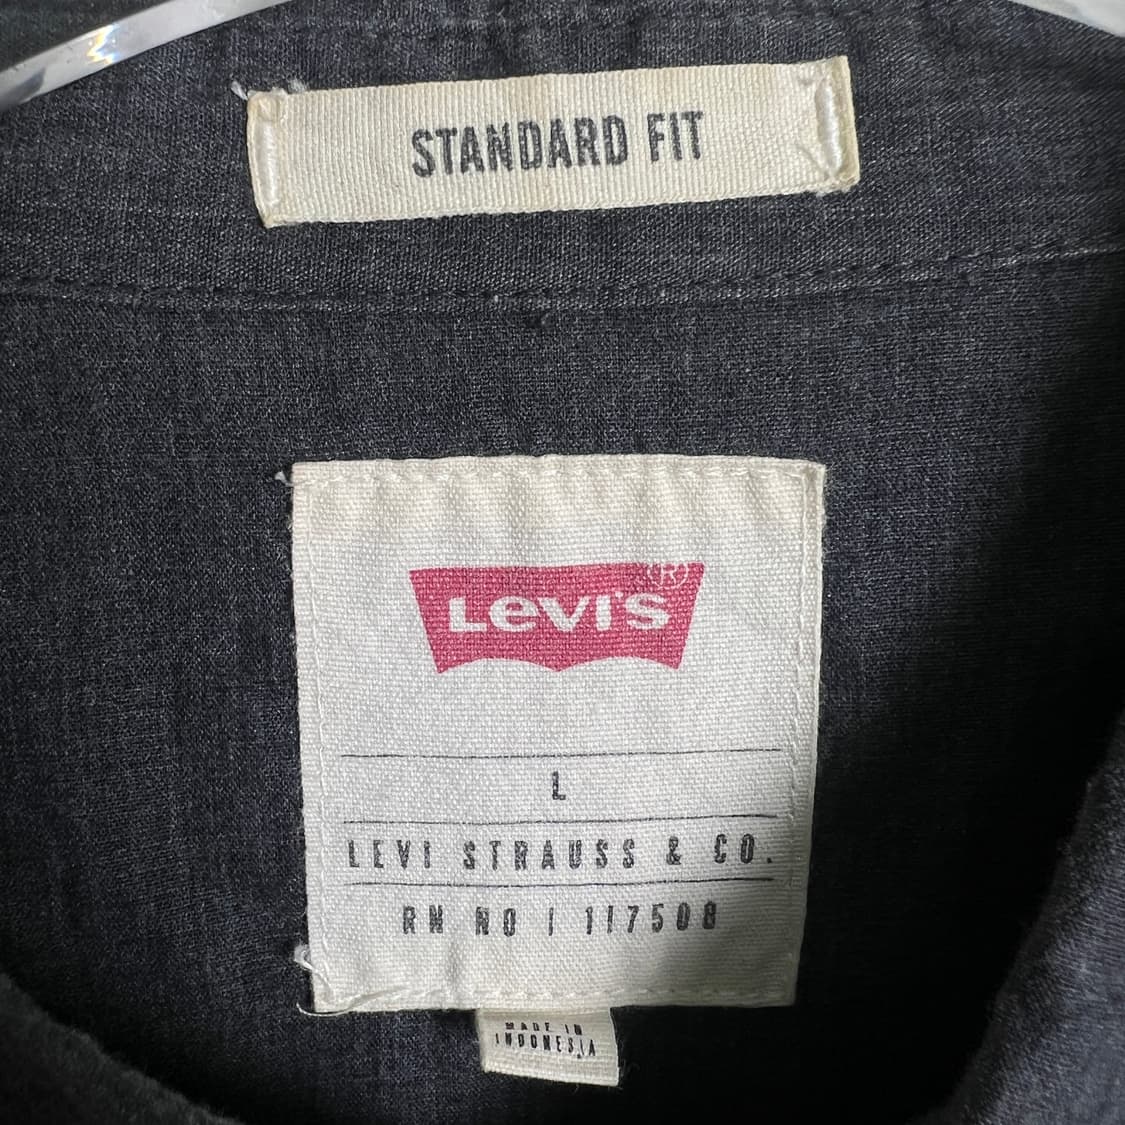 STANDARD FIT
LEVI'S
(R)
L
LEVI STRAUSS & CO.
RN NO | 117508
MADE IN
INDONESIA